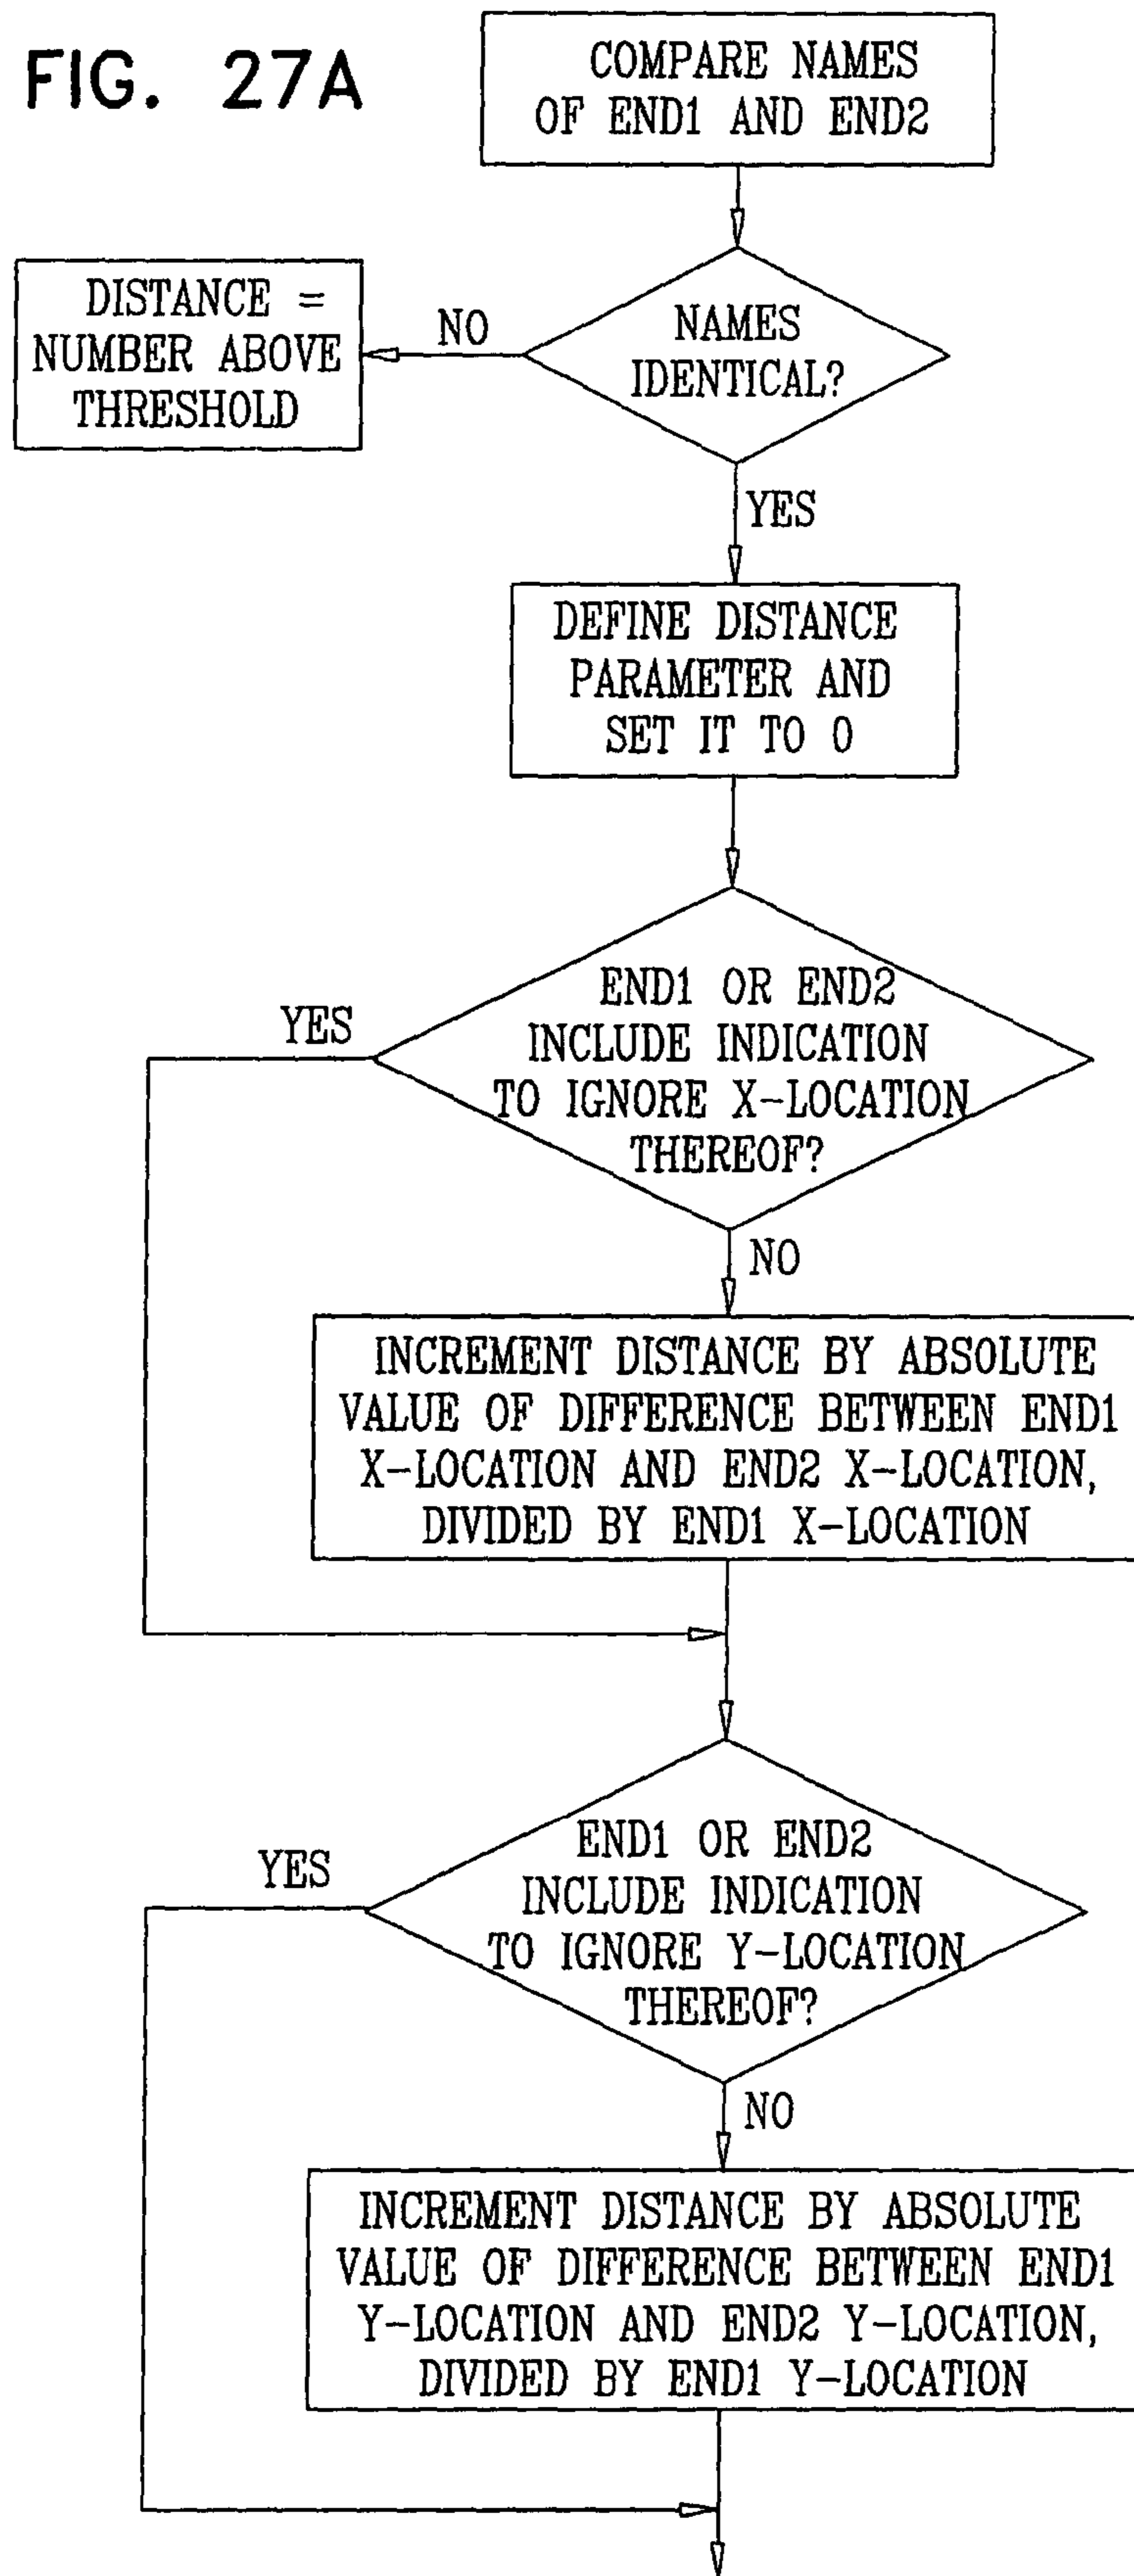 FIG. 27A
COMPARE NAMES
OF END1 AND END2
NAMES
IDENTICAL?
NO
DISTANCE =
NUMBER ABOVE
THRESHOLD
YES
DEFINE DISTANCE
PARAMETER AND
SET IT TO 0
END1 OR END2
INCLUDE INDICATION
TO IGNORE X-LOCATION
THEREOF?
YES
NO
INCREMENT DISTANCE BY ABSOLUTE
VALUE OF DIFFERENCE BETWEEN END1
X-LOCATION AND END2 X-LOCATION,
DIVIDED BY END1 X-LOCATION
END1 OR END2
INCLUDE INDICATION
TO IGNORE Y-LOCATION
THEREOF?
YES
NO
INCREMENT DISTANCE BY ABSOLUTE
VALUE OF DIFFERENCE BETWEEN END1
Y-LOCATION AND END2 Y-LOCATION,
DIVIDED BY END1 Y-LOCATION